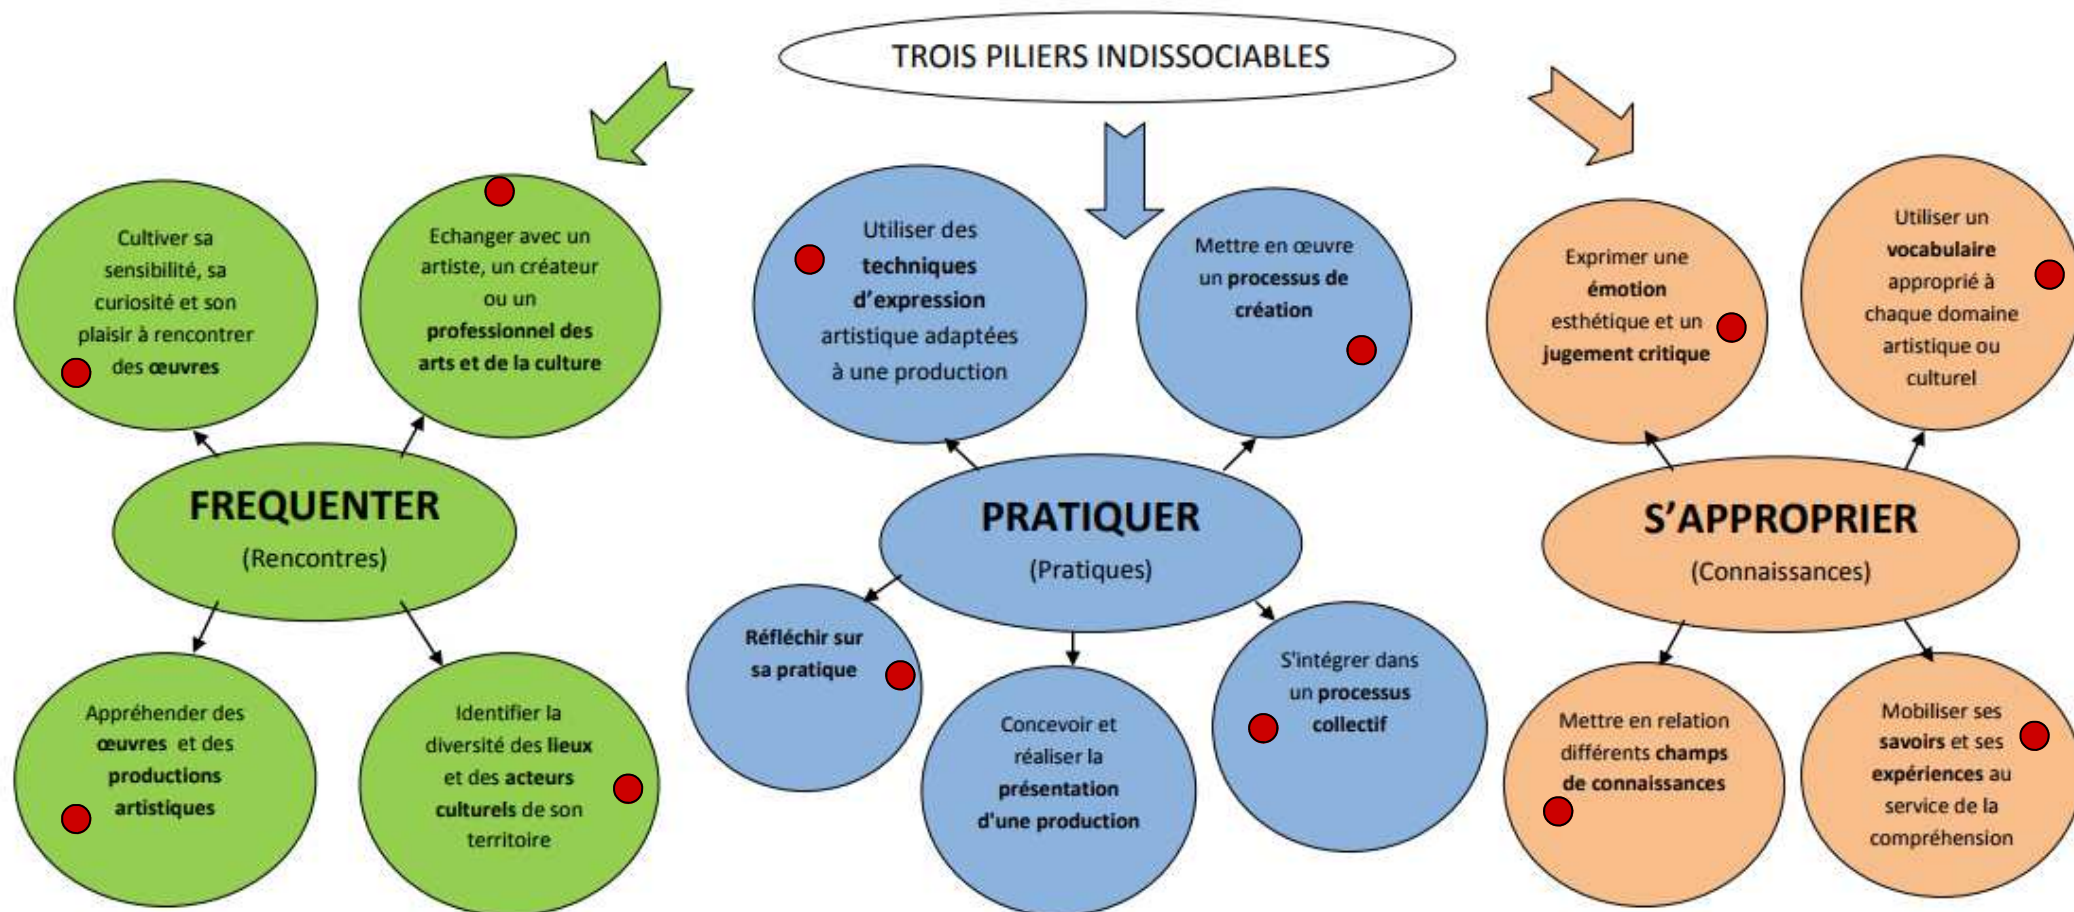 TROIS PILIERS INDISSOCIABLES
Cultiver sa
sensibilité, sa
curiosité et son
plaisir à rencontrer
des œuvres
Echanger avec un
artiste, un créateur
ou un
professionnel des
arts et de la culture
FREQUENTER
(Rencontres)
Appréhender des
œuvres et des
productions
artistiques
Identifier la
diversité des lieux
et des acteurs
culturels de son
territoire
Utiliser des
techniques
d'expression
artistique adaptées
à une production
Mettre en œuvre
un processus de
création
PRATIQUER
(Pratiques)
Réfléchir sur
sa pratique
Concevoir et
réaliser la
présentation
d'une production
S'intégrer dans
un processus
collectif
Exprimer une
émotion
esthétique et un
jugement critique
Utiliser un
vocabulaire
approprié à
chaque domaine
artistique ou
culturel
S'APPROPRIER
(Connaissances)
Mettre en relation
différents champs
de connaissances
Mobiliser ses
savoirs et ses
expériences au
service de la
compréhension